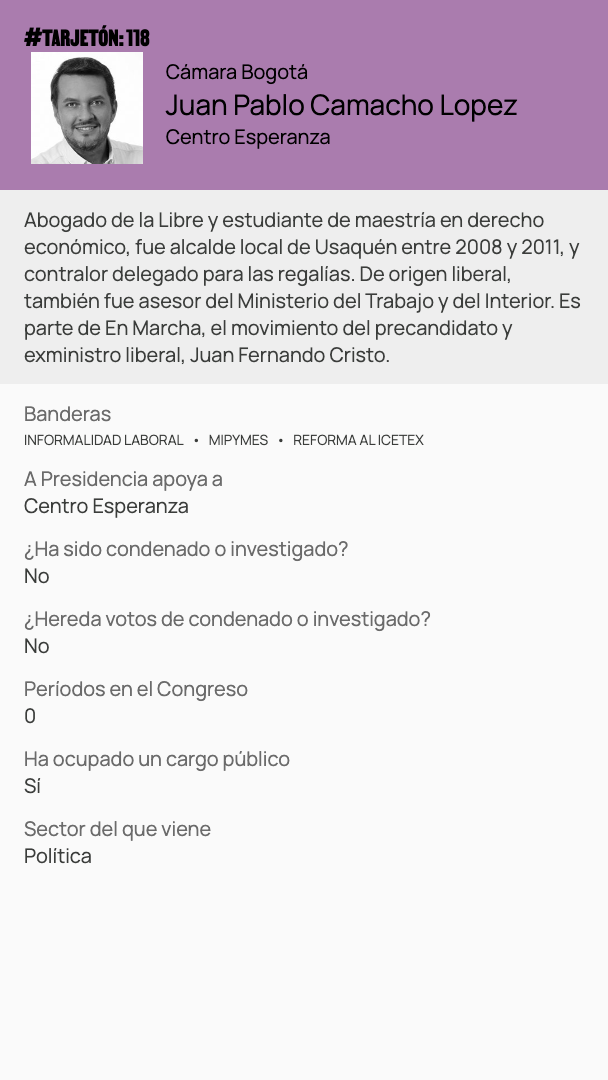 #TARJETÓN: 118
Cámara Bogotá
Juan Pablo Camacho Lopez
Centro Esperanza
Abogado de la Libre y estudiante de maestría en derecho
económico, fue alcalde local de Usaquén entre 2008 y 2011, y
contralor delegado para las regalías. De origen liberal,
también fue asesor del Ministerio del Trabajo y del Interior. Es
parte de En Marcha, el movimiento del precandidato y
exministro liberal, Juan Fernando Cristo.
Banderas
INFORMALIDAD LABORAL • MIPYMES • REFORMA AL ICETEX
A Presidencia apoya a
Centro Esperanza
¿Ha sido condenado o investigado?
No
¿Hereda votos de condenado o investigado?
No
Períodos en el Congreso
0
Ha ocupado un cargo público
Sí
Sector del que viene
Política